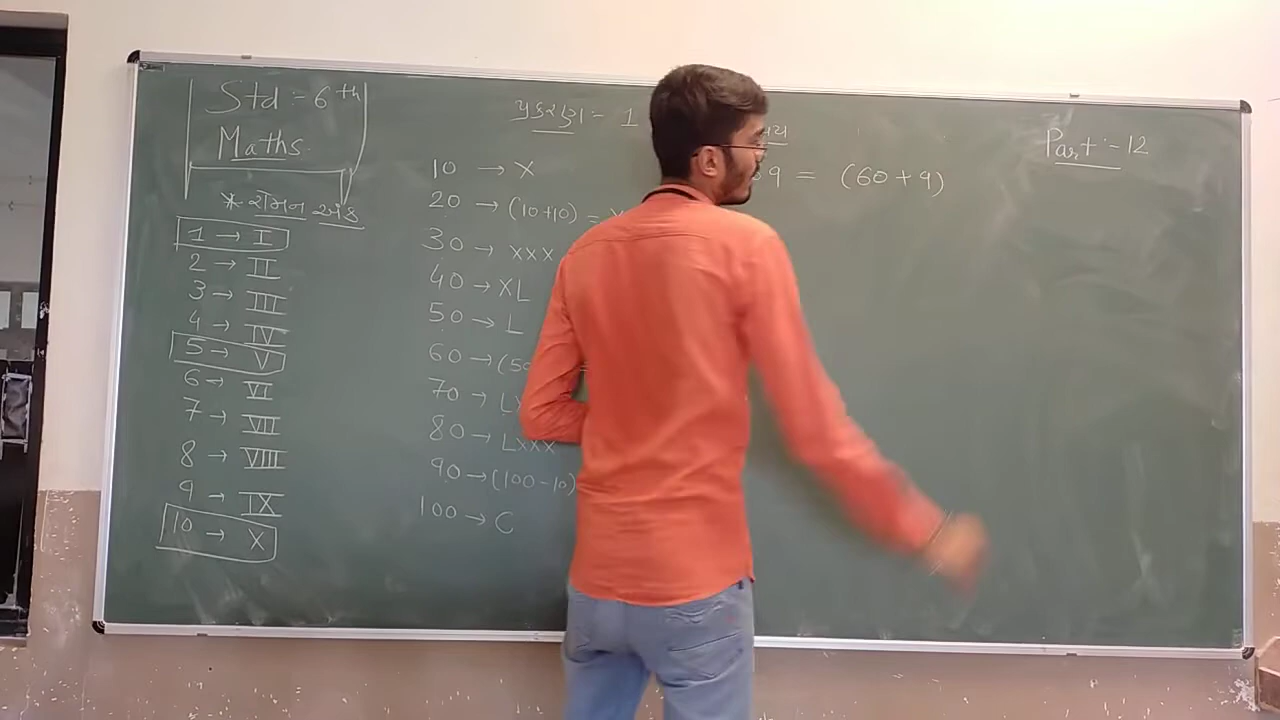 Std :- 6th
Maths.
* રોમન અંક
1 → I
2 → II
3 → III
4 → IV
5 → V
6 → VI
7 → VII
8 → VIII
9 → IX
10 → X
પ્રકરણ :- 1
10 → X
20 → (10+10) =
30 → XXX
40 → XL
50 → L
60 →
70 →
80 → LXXX
90 → (100-10)
100 → C
9 = (60+9)
Part :- 12